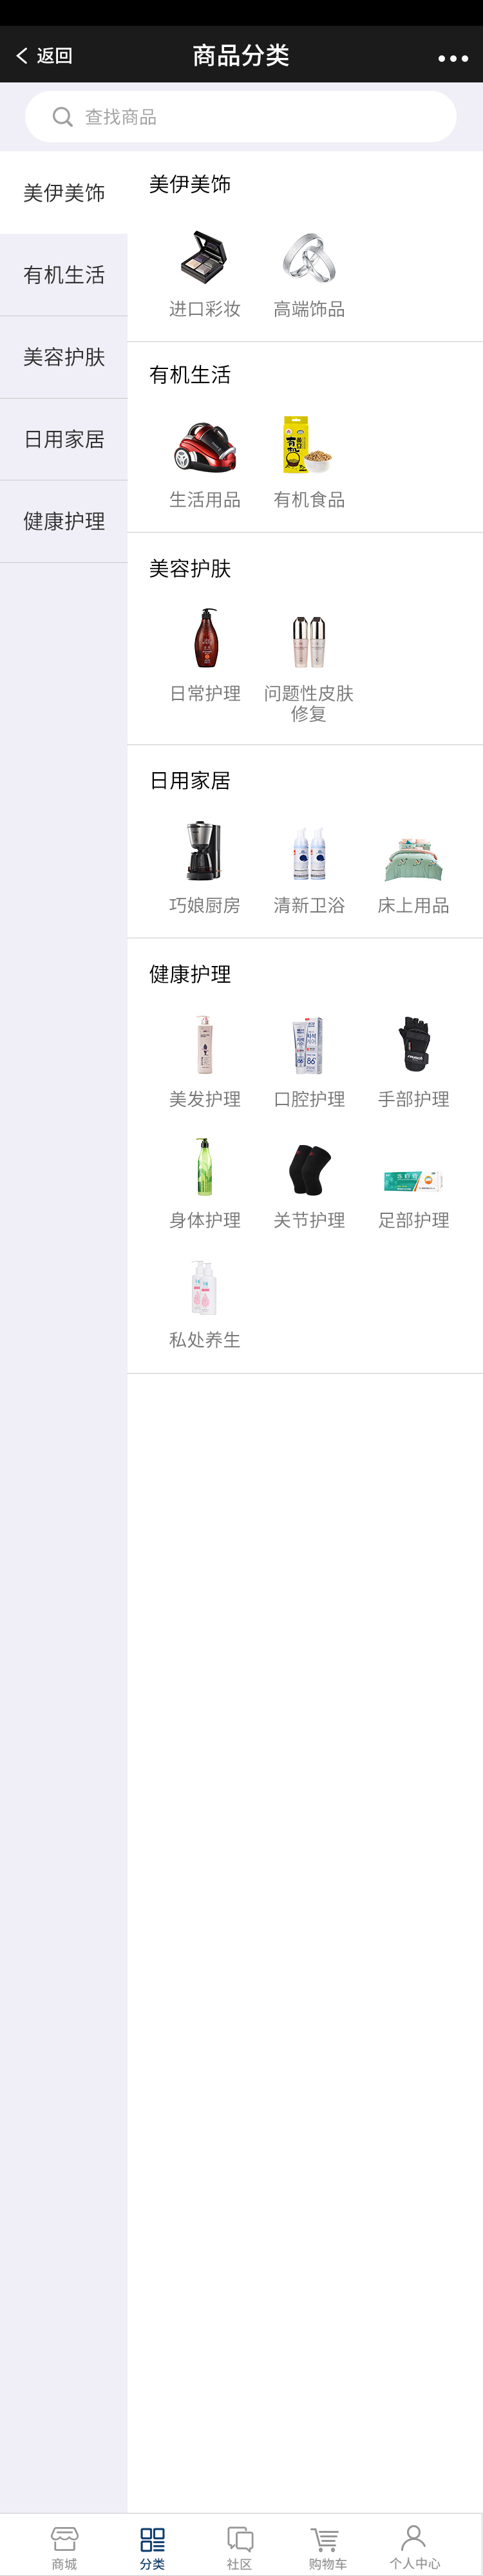 返回
商品分类
查找商品
美伊美饰
有机生活
美容护肤
日用家居
健康护理
美伊美饰
进口彩妆 高端饰品
有机生活
生活用品 有机食品
美容护肤
日常护理 问题性皮肤
修复
日用家居
巧娘厨房 清新卫浴 床上用品
健康护理
美发护理 口腔护理 手部护理
身体护理 关节护理 足部护理
私处养生
商城 分类 社区 购物车 个人中心